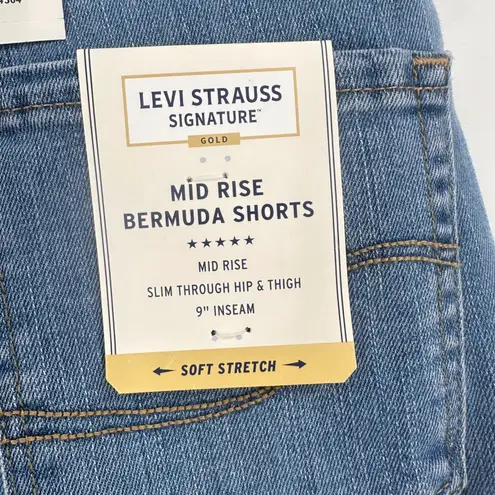 LEVI STRAUSS
SIGNATURE™
GOLD
MID RISE
BERMUDA SHORTS
★★★★★
MID RISE
SLIM THROUGH HIP & THIGH
9" INSEAM
← SOFT STRETCH →